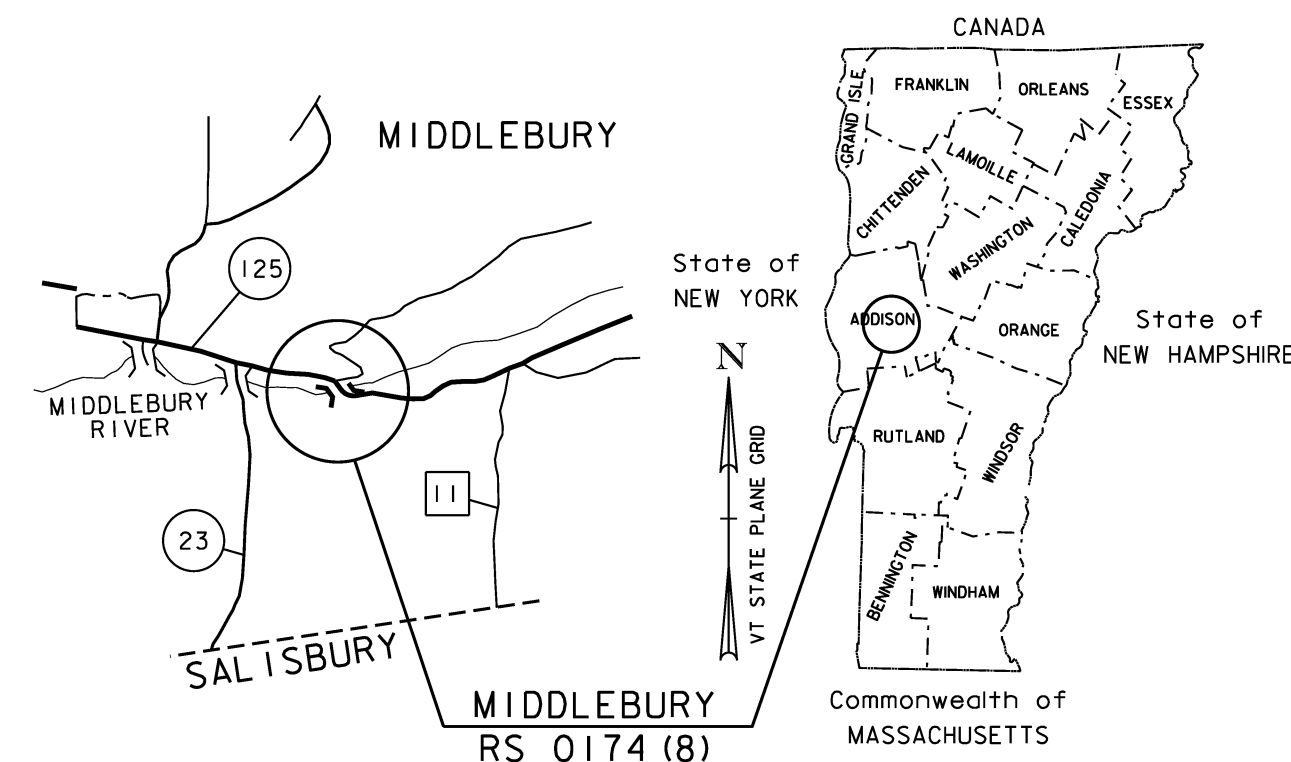 MIDDLEBURY
125
MIDDLEBURY
RIVER
11
23
SALISBURY
MIDDLEBURY
RS 0174 (8)
N
VT STATE PLANE GRID
CANADA
GRAND ISLE
FRANKLIN
ORLEANS
ESSEX
LAMOILLE
CHITTENDEN
CALEDONIA
WASHINGTON
State of
NEW YORK
ADDISON
ORANGE
State of
NEW HAMPSHIRE
RUTLAND
WINDSOR
BENNINGTON
WINDHAM
Commonwealth of
MASSACHUSETTS